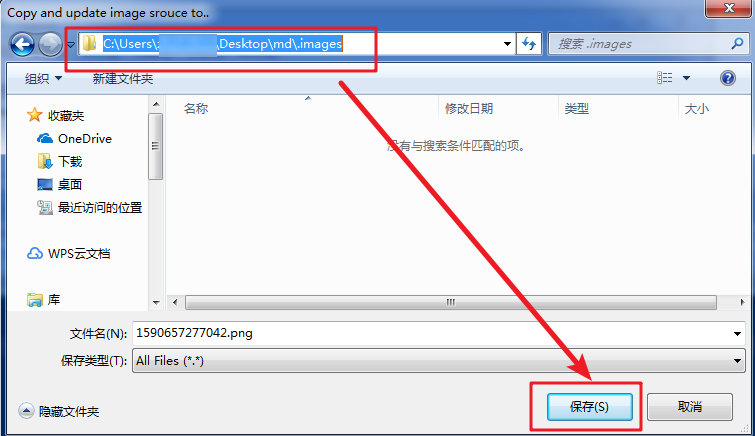 Copy and update image srouce to..
C:\Users\
\Desktop\md\.images
搜索 .images
组织
新建文件夹
收藏夹
OneDrive
下载
桌面
最近访问的位置
WPS云文档
库
名称
修改日期
类型
大小
没有与搜索条件匹配的项。
文件名(N):
1590657277042.png
保存类型(T):
All Files (*.*)
隐藏文件夹
保存(S)
取消